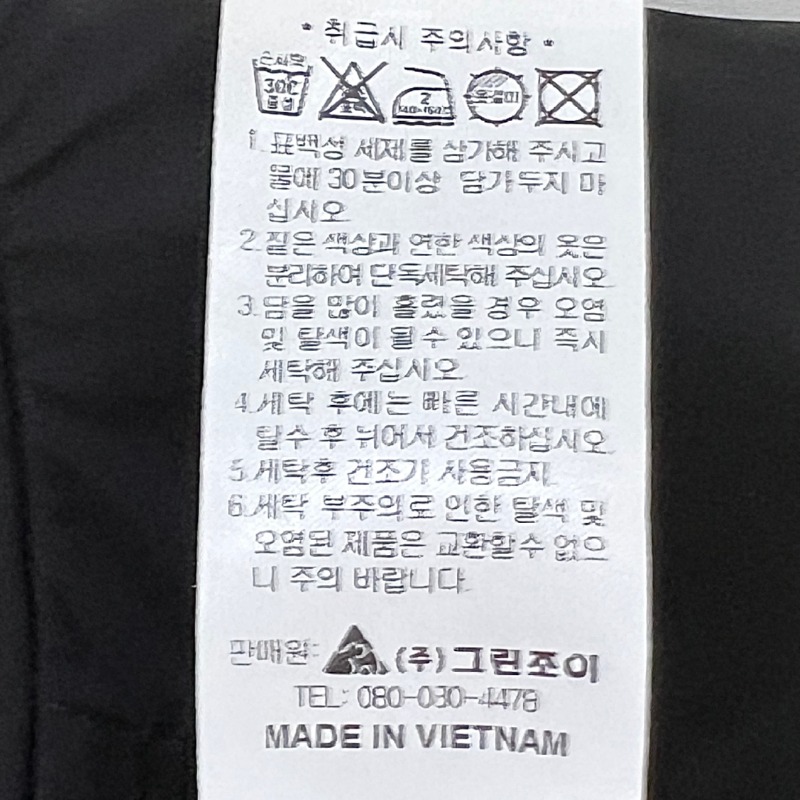 * 취급시 주의사항 *
손세탁
30℃
중성
표백
2
140~160℃
옷걸이
1. 표백성 세제를 삼가해 주시고
물에 30분이상 담가두지 마
십시오
2. 짙은 색상과 연한 색상의 옷은
분리하여 단독세탁해 주십시오
3. 땀을 많이 흘렸을 경우 오염
및 탈색이 될수 있으니 즉시
세탁해 주십시오
4. 세탁 후에는 빠른 시간내에
탈수 후 뉘어서 건조하십시오
5. 세탁후 건조기 사용금지
6. 세탁 부주의로 인한 탈색 및
오염된 제품은 교환할수 없으
니 주의 바랍니다.
판매원: (주)그린조이
TEL: 080-030-4478
MADE IN VIETNAM